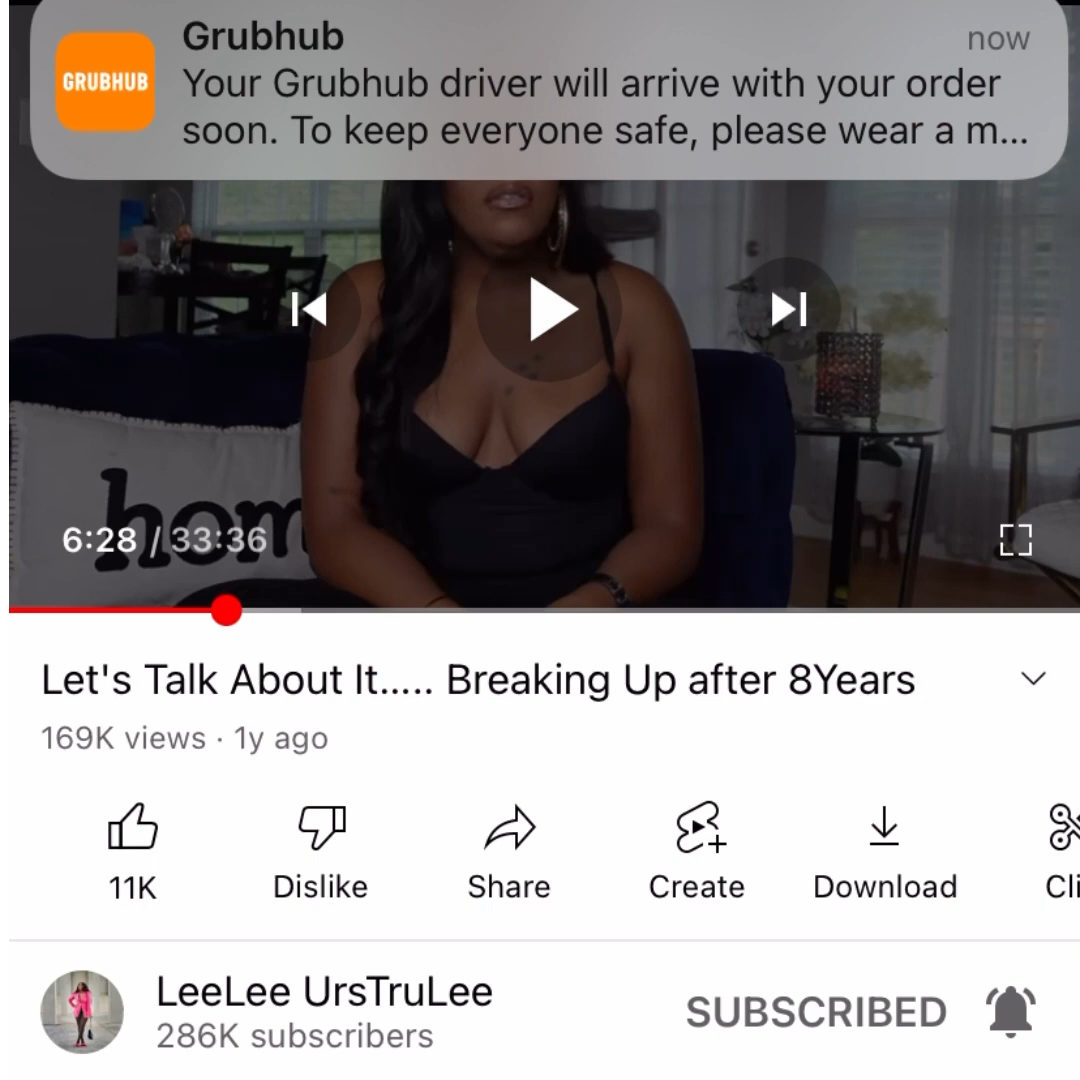 Grubhub
now
GRUBHUB
Your Grubhub driver will arrive with your order
soon. To keep everyone safe, please wear a m...
hom
6:28 / 33:36
Let's Talk About It..... Breaking Up after 8Years
169K views · 1y ago
11K
Dislike
Share
Create
Download
Cli
LeeLee UrsTruLee
286K subscribers
SUBSCRIBED